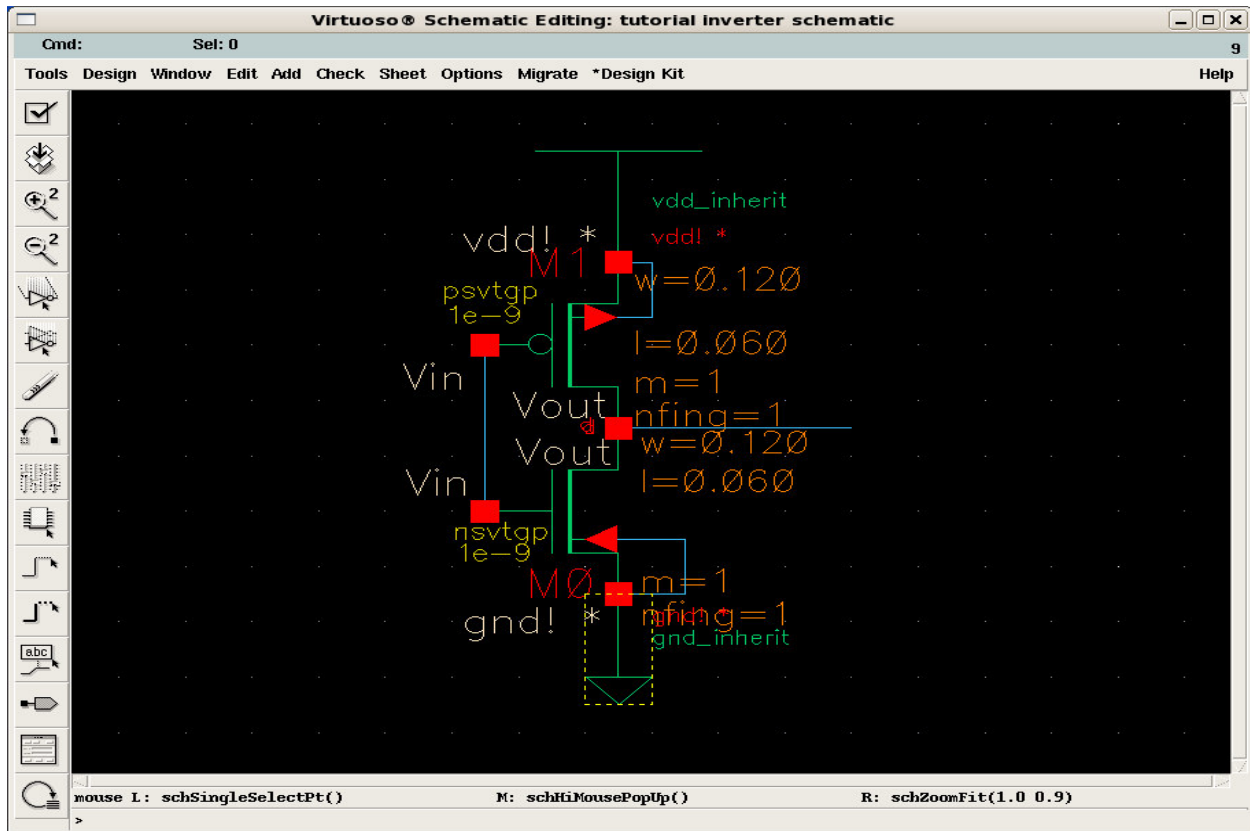 Virtuoso® Schematic Editing: tutorial inverter schematic
Cmd: Sel: 0
9
Tools Design Window Edit Add Check Sheet Options Migrate *Design Kit Help
2
2
abc
vdd_inherit
vdd! * vdd! *
M1 w=0.120
psvtgp
1e-9
l=0.060
Vin m=1
Vout nfing=1
d
w=0.120
Vout
Vin l=0.060
nsvtgp
1e-9
M0 m=1
gnd! * nfing=1
gnd! *
gnd_inherit
mouse L: schSingleSelectPt() M: schHiMousePopUp() R: schZoomFit(1.0 0.9)
>